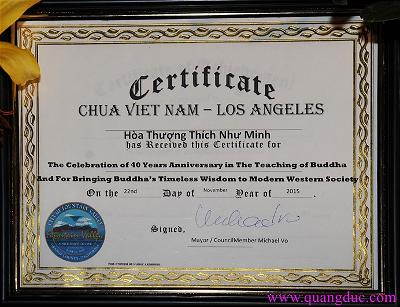 Certificate
CHUA VIET NAM – LOS ANGELES
Hòa Thượng Thích Như Minh
has Received this Certificate for
The Celebration of 40 Years Anniversary in The Teaching of Buddha
And For Bringing Buddha's Timeless Wisdom to Modern Western Society
On the 22nd Day of November Year of 2015 .
Signed,
Mayor / CouncilMember Michael Vo
www.quangduc.com